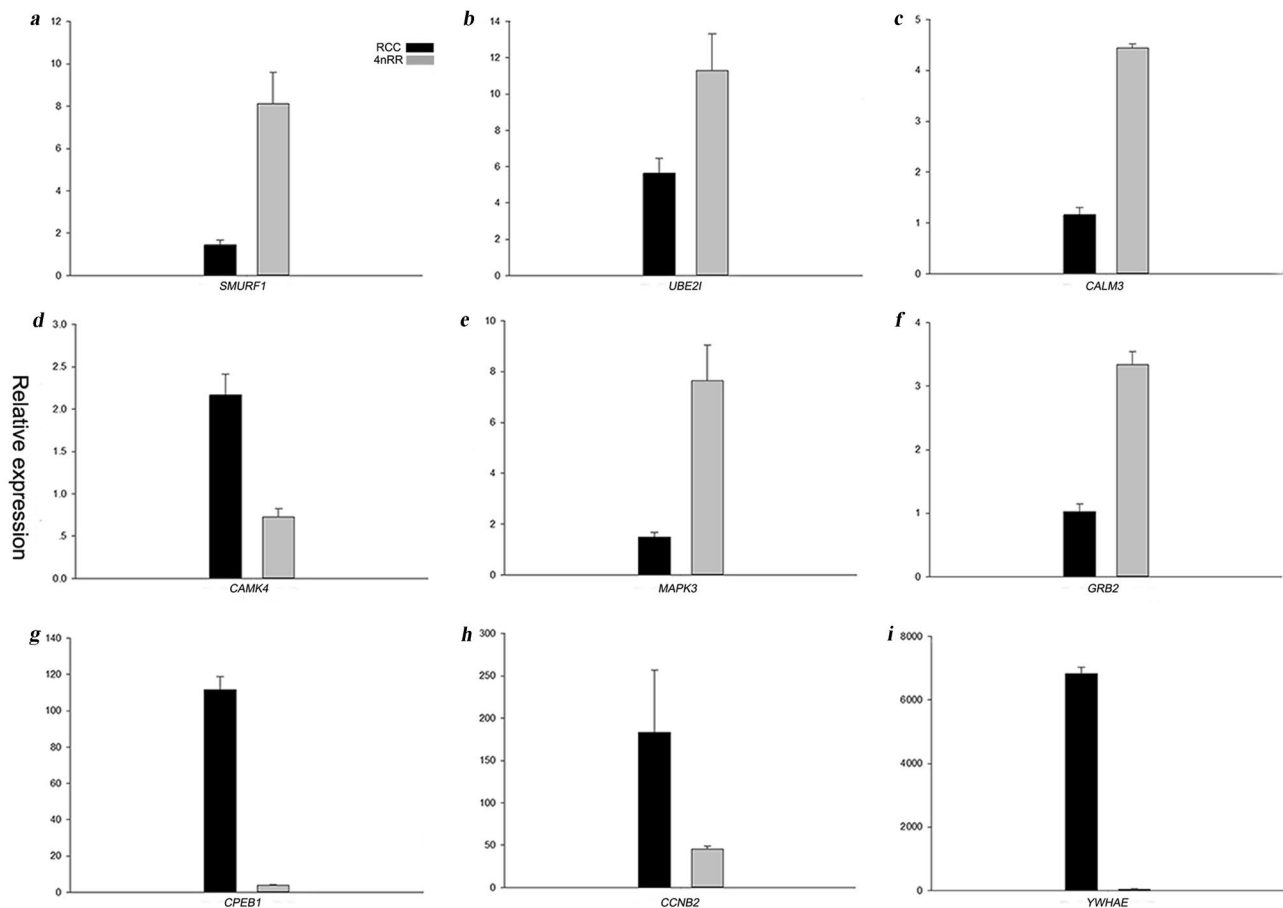 a
12
10
8
6
4
2
0
RCC
4nRR
SMURF1
b
14
12
10
8
6
4
2
0
UBE2I
c
5
4
3
2
1
0
CALM3
Relative expression
d
3.0
2.5
2.0
1.5
1.0
.5
0.0
CAMK4
e
10
8
6
4
2
0
MAPK3
f
4
3
2
1
0
GRB2
g
140
120
100
80
60
40
20
0
CPEB1
h
300
250
200
150
100
50
0
CCNB2
i
8000
6000
4000
2000
0
YWHAE